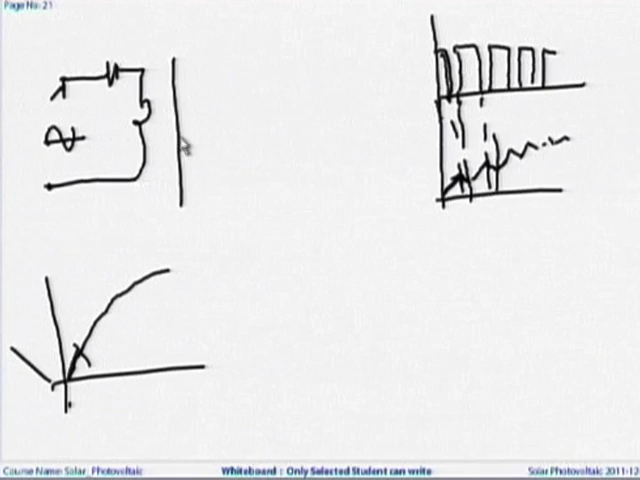 Page No: 21
Course Name: Solar_Photovoltaic
Whiteboard : Only Selected Student can write
Solar Photovoltaic 2011-12